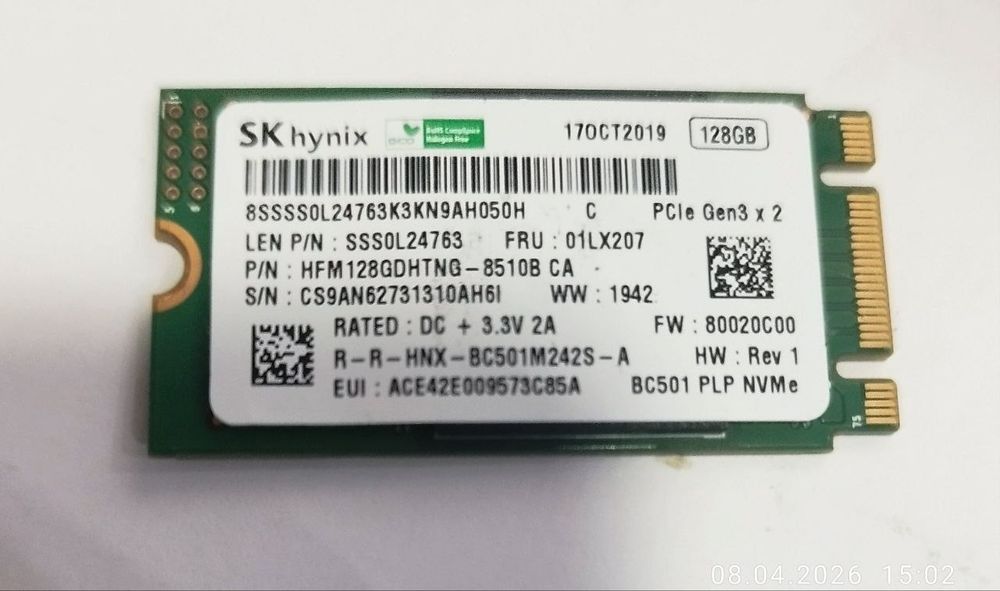 SK hynix RoHS Compliance Halogen Free 17OCT2019 128GB
8SSSS0L24763K3KN9AH050H C PCIe Gen3 x 2
LEN P/N : SSS0L24763 FRU : 01LX207
P/N : HFM128GDHTNG-8510B CA
S/N : CS9AN62731310AH6I WW : 1942
RATED : DC + 3.3V 2A FW : 80020C00
R-R-HNX-BC501M242S-A HW : Rev 1
EUI : ACE42E009573C85A BC501 PLP NVMe
75
08.04.2026 15:02